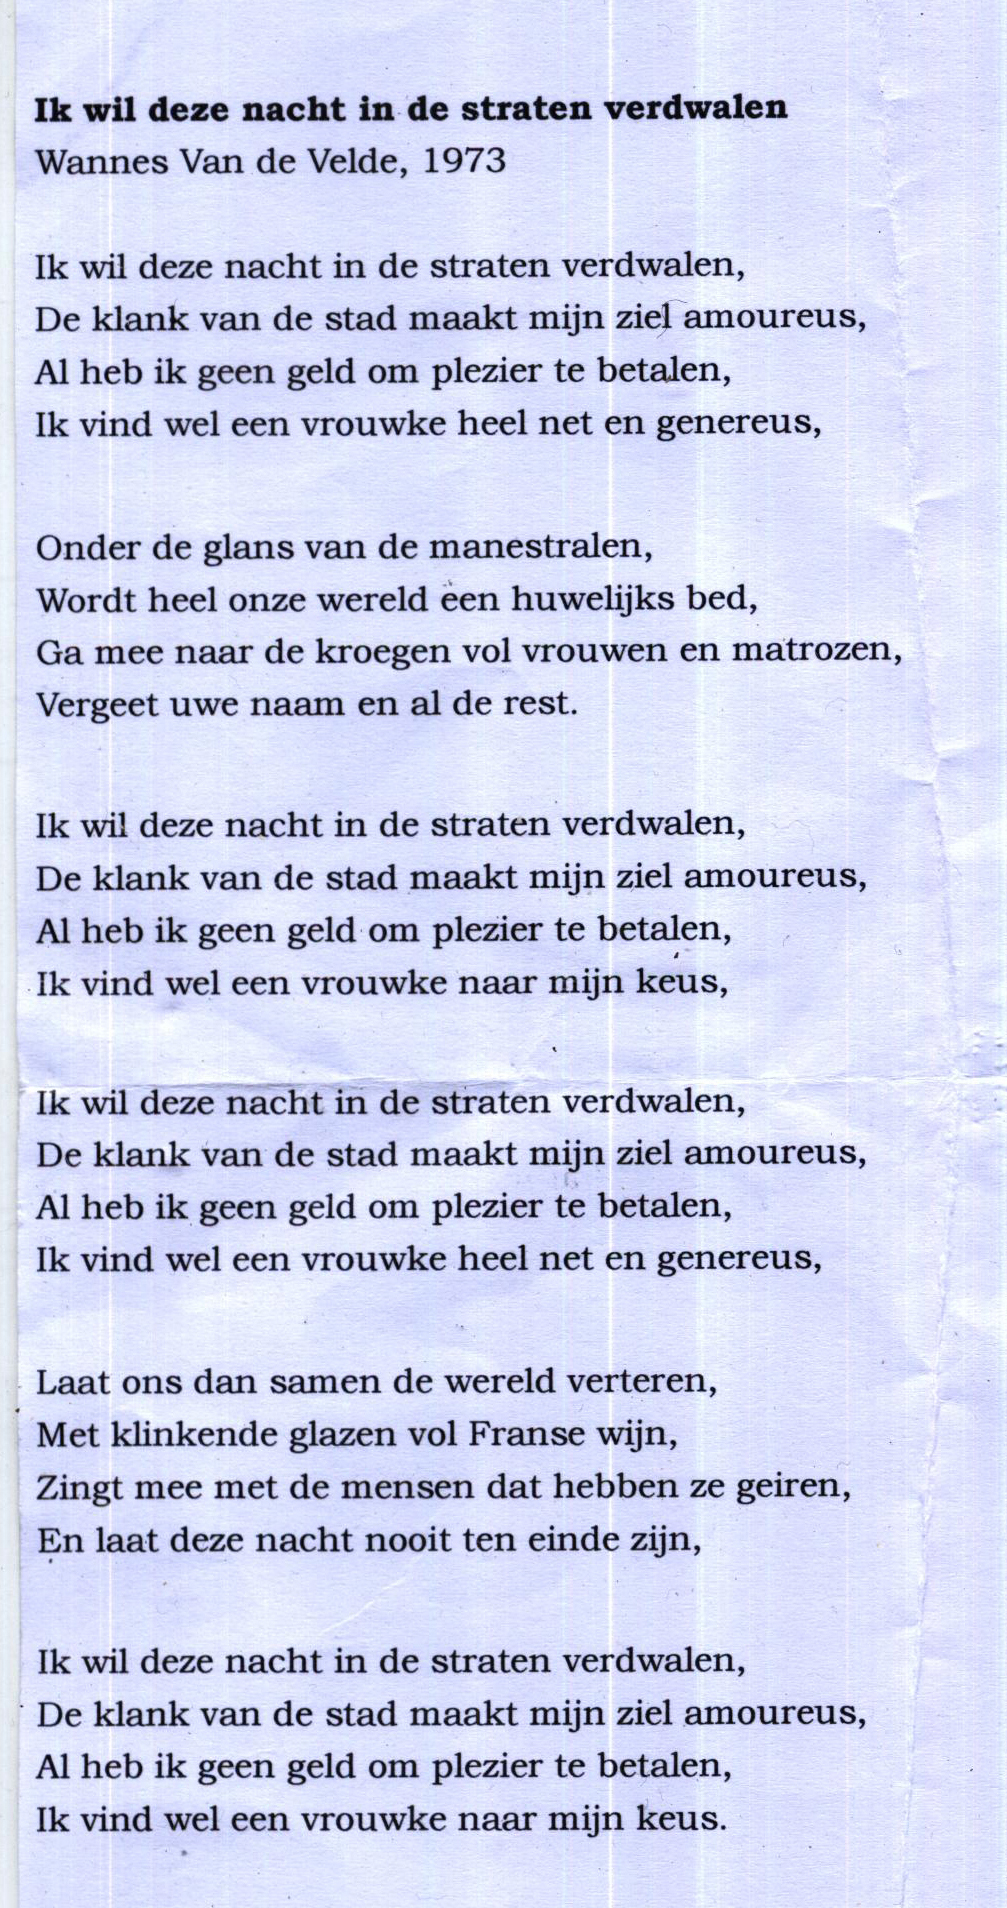 Ik wil deze nacht in de straten verdwalen
Wannes Van de Velde, 1973
Ik wil deze nacht in de straten verdwalen,
De klank van de stad maakt mijn ziel amoureus,
Al heb ik geen geld om plezier te betalen,
Ik vind wel een vrouwke heel net en genereus,
Onder de glans van de manestralen,
Wordt heel onze wereld een huwelijks bed,
Ga mee naar de kroegen vol vrouwen en matrozen,
Vergeet uwe naam en al de rest.
Ik wil deze nacht in de straten verdwalen,
De klank van de stad maakt mijn ziel amoureus,
Al heb ik geen geld om plezier te betalen,
Ik vind wel een vrouwke naar mijn keus,
Ik wil deze nacht in de straten verdwalen,
De klank van de stad maakt mijn ziel amoureus,
Al heb ik geen geld om plezier te betalen,
Ik vind wel een vrouwke heel net en genereus,
Laat ons dan samen de wereld verteren,
Met klinkende glazen vol Franse wijn,
Zingt mee met de mensen dat hebben ze geiren,
En laat deze nacht nooit ten einde zijn,
Ik wil deze nacht in de straten verdwalen,
De klank van de stad maakt mijn ziel amoureus,
Al heb ik geen geld om plezier te betalen,
Ik vind wel een vrouwke naar mijn keus.